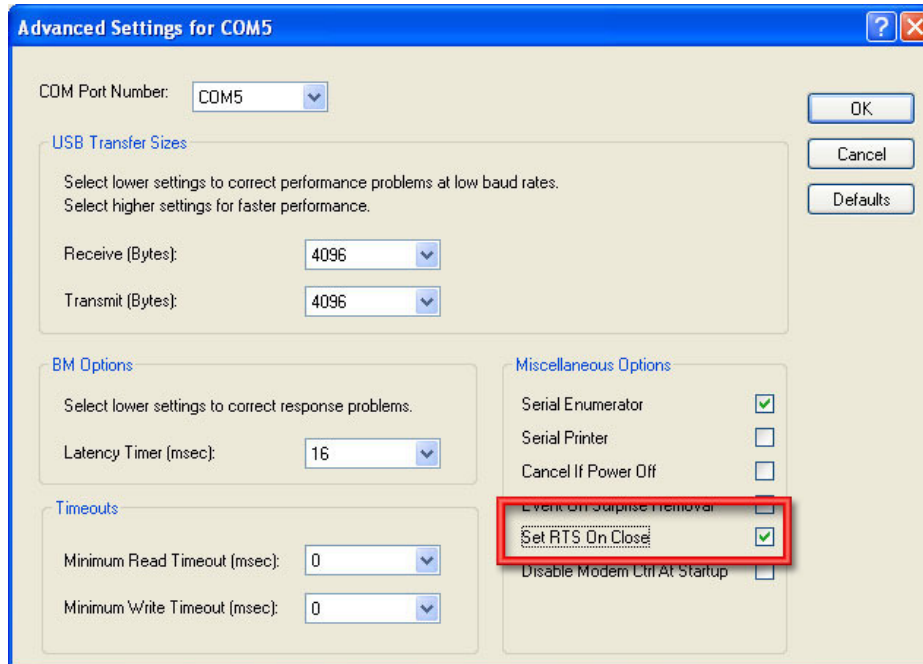 Advanced Settings for COM5
COM Port Number: COM5
OK
Cancel
Defaults
USB Transfer Sizes
Select lower settings to correct performance problems at low baud rates.
Select higher settings for faster performance.
Receive (Bytes): 4096
Transmit (Bytes): 4096
BM Options
Select lower settings to correct response problems.
Latency Timer (msec): 16
Timeouts
Minimum Read Timeout (msec): 0
Minimum Write Timeout (msec): 0
Miscellaneous Options
Serial Enumerator
Serial Printer
Cancel If Power Off
Event On Surprise Removal
Set RTS On Close
Disable Modem Ctrl At Startup